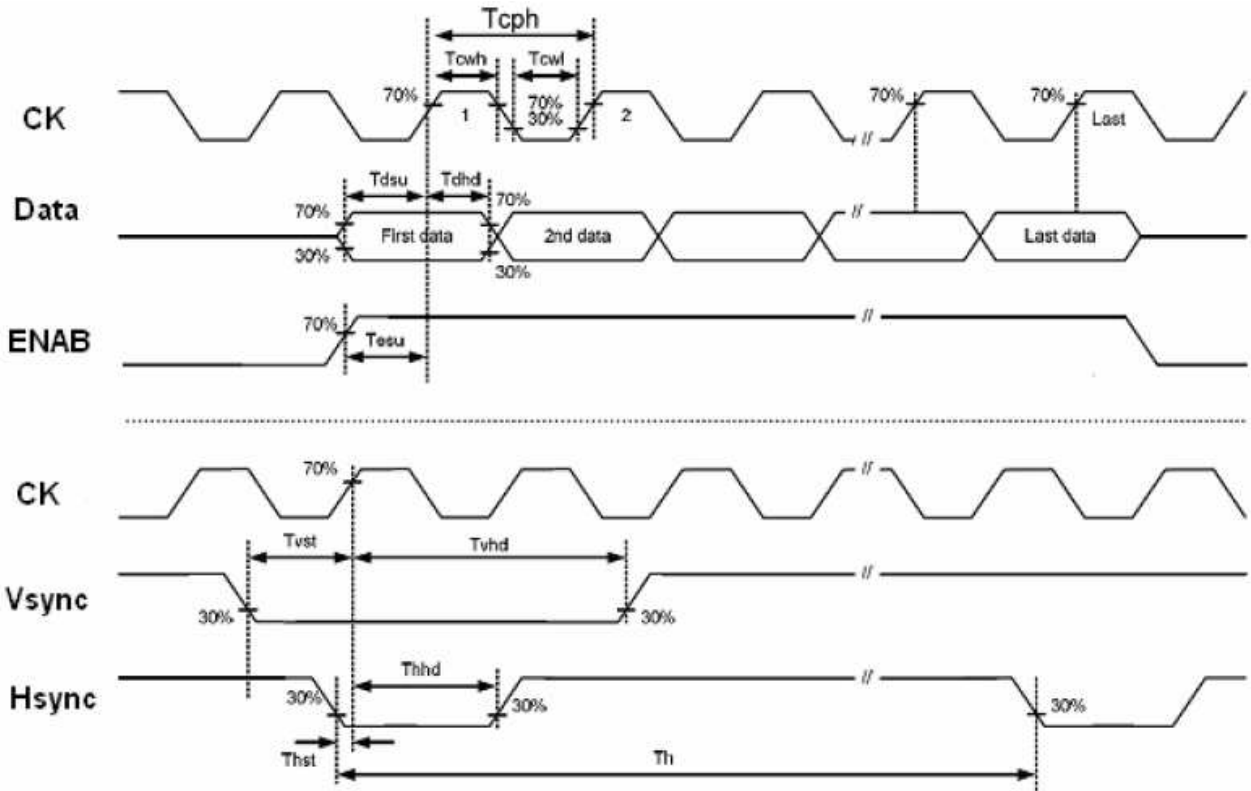 Tcph
Tcwh Tcwl
CK 70% 1 70% 30% 2 // 70% 70% Last
Tdsu Tdhd
Data 70% 70% //
First data 2nd data Last data
30% 30%
ENAB 70% //
Tesu
CK 70% //
Tvst Tvhd
Vsync //
30% 30%
Thhd
Hsync 30% 30% // 30%
Thst Th